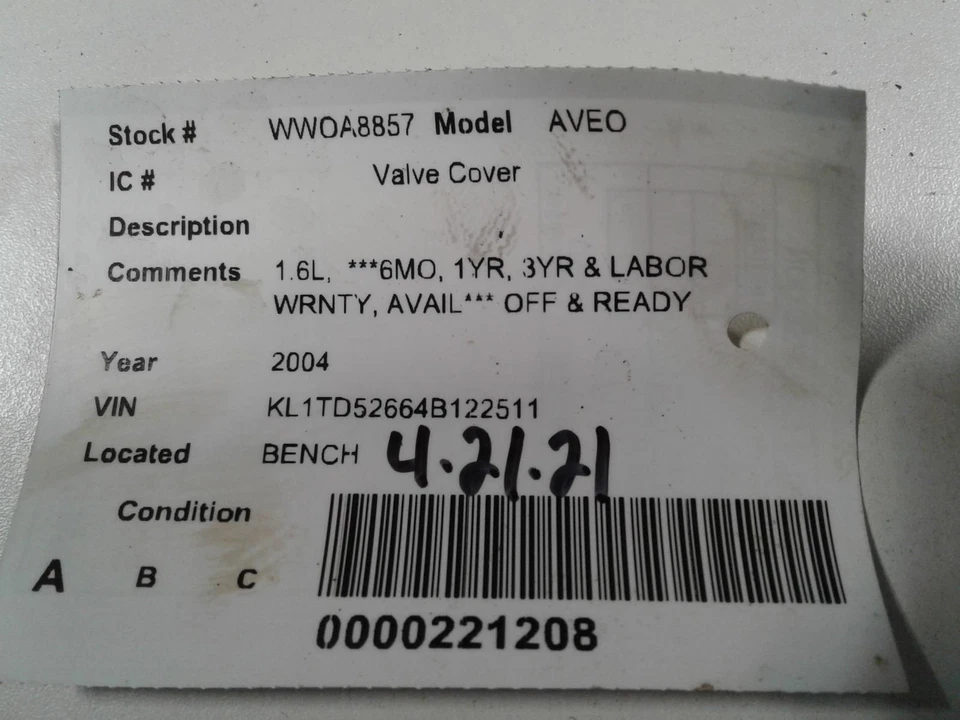 Stock # WWOA8857 Model AVEO
IC # Valve Cover
Description
Comments 1.6L, ***6MO, 1YR, 3YR & LABOR
WRNTY, AVAIL*** OFF & READY
Year 2004
VIN KL1TD52664B122511
Located BENCH 4.21.21
Condition
A B C
0000221208